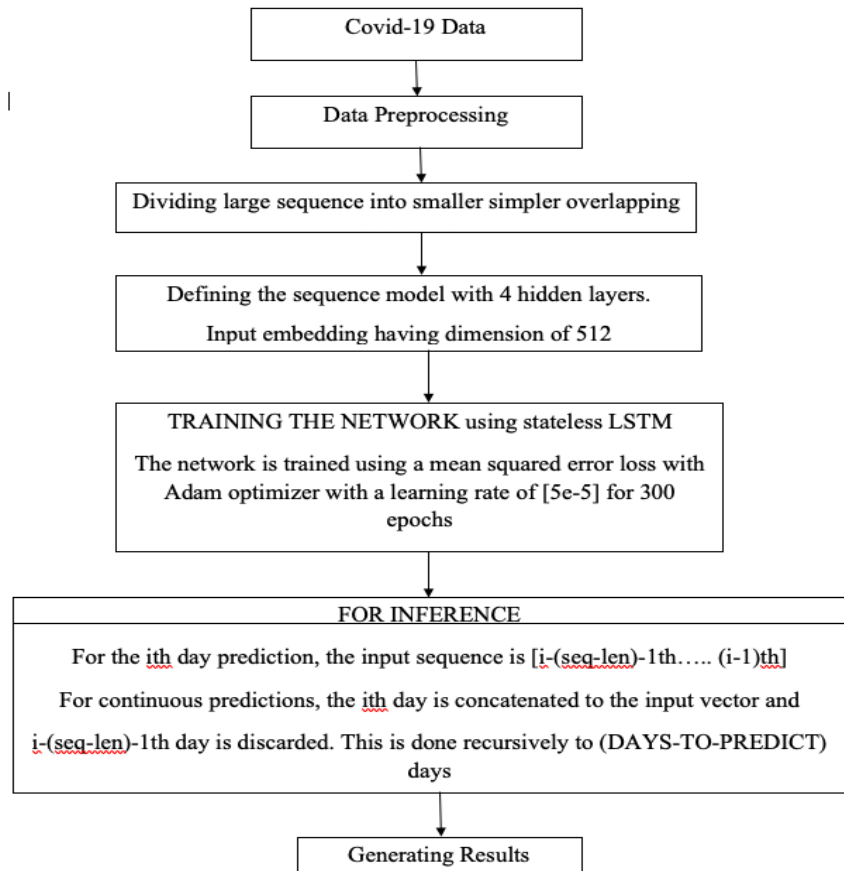 Covid-19 Data
Data Preprocessing
Dividing large sequence into smaller simpler overlapping
Defining the sequence model with 4 hidden layers.
Input embedding having dimension of 512
TRAINING THE NETWORK using stateless LSTM
The network is trained using a mean squared error loss with
Adam optimizer with a learning rate of [5e-5] for 300
epochs
FOR INFERENCE
For the ith day prediction, the input sequence is [i-(seq-len)-1th….. (i-1)th]
For continuous predictions, the ith day is concatenated to the input vector and
i-(seq-len)-1th day is discarded. This is done recursively to (DAYS-TO-PREDICT)
days
Generating Results